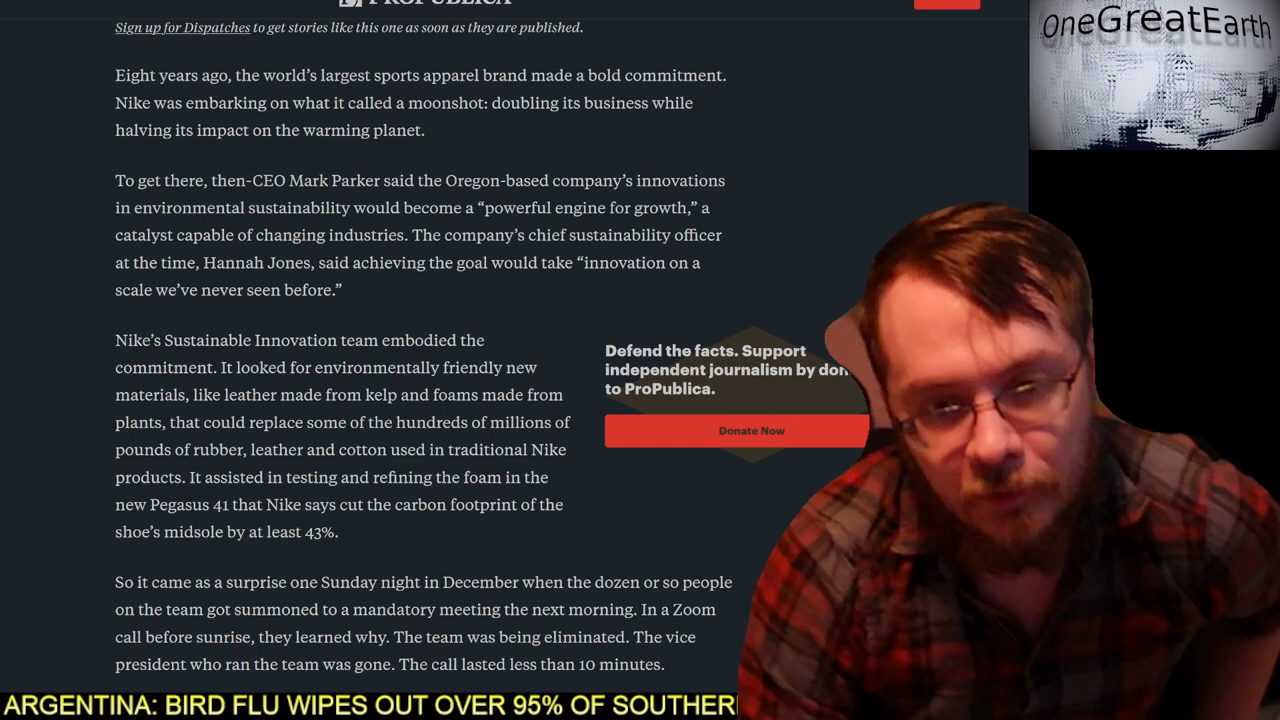 PROPUBLICA
OneGreatEarth
Sign up for Dispatches to get stories like this one as soon as they are published.
Eight years ago, the world’s largest sports apparel brand made a bold commitment.
Nike was embarking on what it called a moonshot: doubling its business while
halving its impact on the warming planet.
To get there, then-CEO Mark Parker said the Oregon-based company’s innovations
in environmental sustainability would become a “powerful engine for growth,” a
catalyst capable of changing industries. The company’s chief sustainability officer
at the time, Hannah Jones, said achieving the goal would take “innovation on a
scale we’ve never seen before.”
Nike’s Sustainable Innovation team embodied the
commitment. It looked for environmentally friendly new
materials, like leather made from kelp and foams made from
plants, that could replace some of the hundreds of millions of
pounds of rubber, leather and cotton used in traditional Nike
products. It assisted in testing and refining the foam in the
new Pegasus 41 that Nike says cut the carbon footprint of the
shoe’s midsole by at least 43%.
Defend the facts. Support
independent journalism by don
to ProPublica.
Donate Now
So it came as a surprise one Sunday night in December when the dozen or so people
on the team got summoned to a mandatory meeting the next morning. In a Zoom
call before sunrise, they learned why. The team was being eliminated. The vice
president who ran the team was gone. The call lasted less than 10 minutes.
ARGENTINA: BIRD FLU WIPES OUT OVER 95% OF SOUTHER